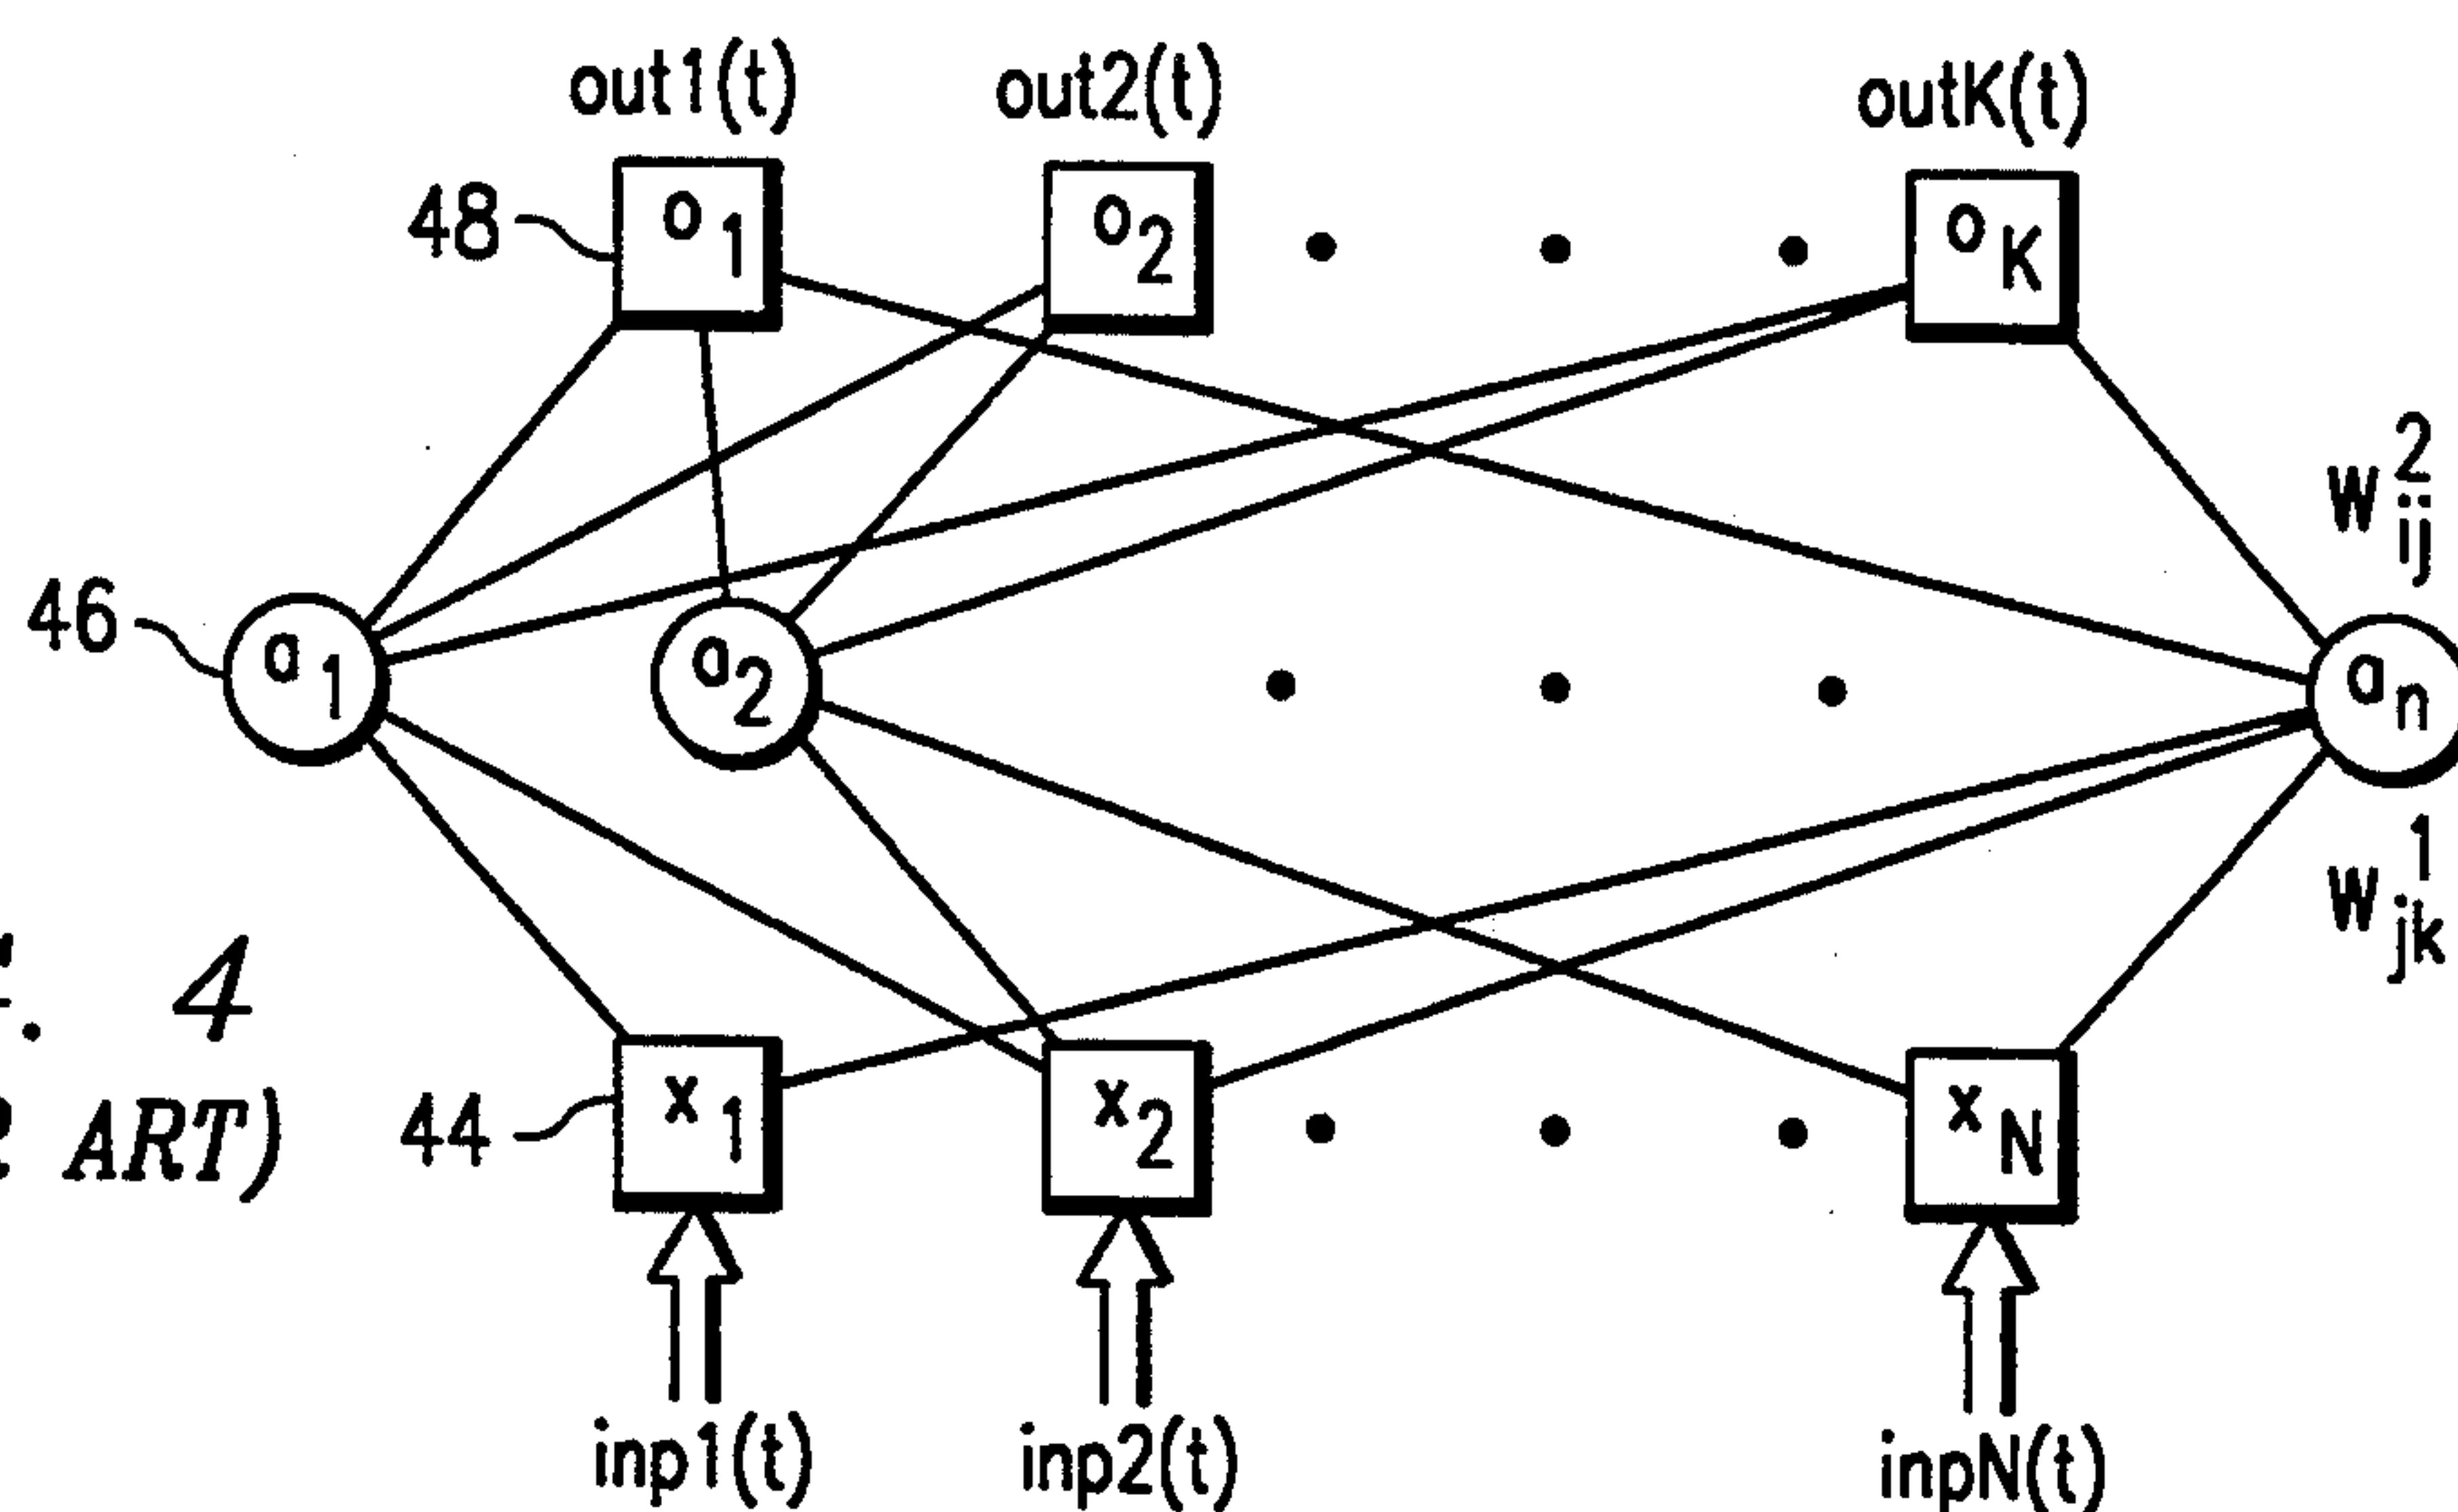 out1(t) out2(t) outK(t)
48 o1 o2 oK
w²ij
46 a1 a2 an
w¹jk
. 4
ART)
44 x1 x2 xN
inp1(t) inp2(t) inpN(t)